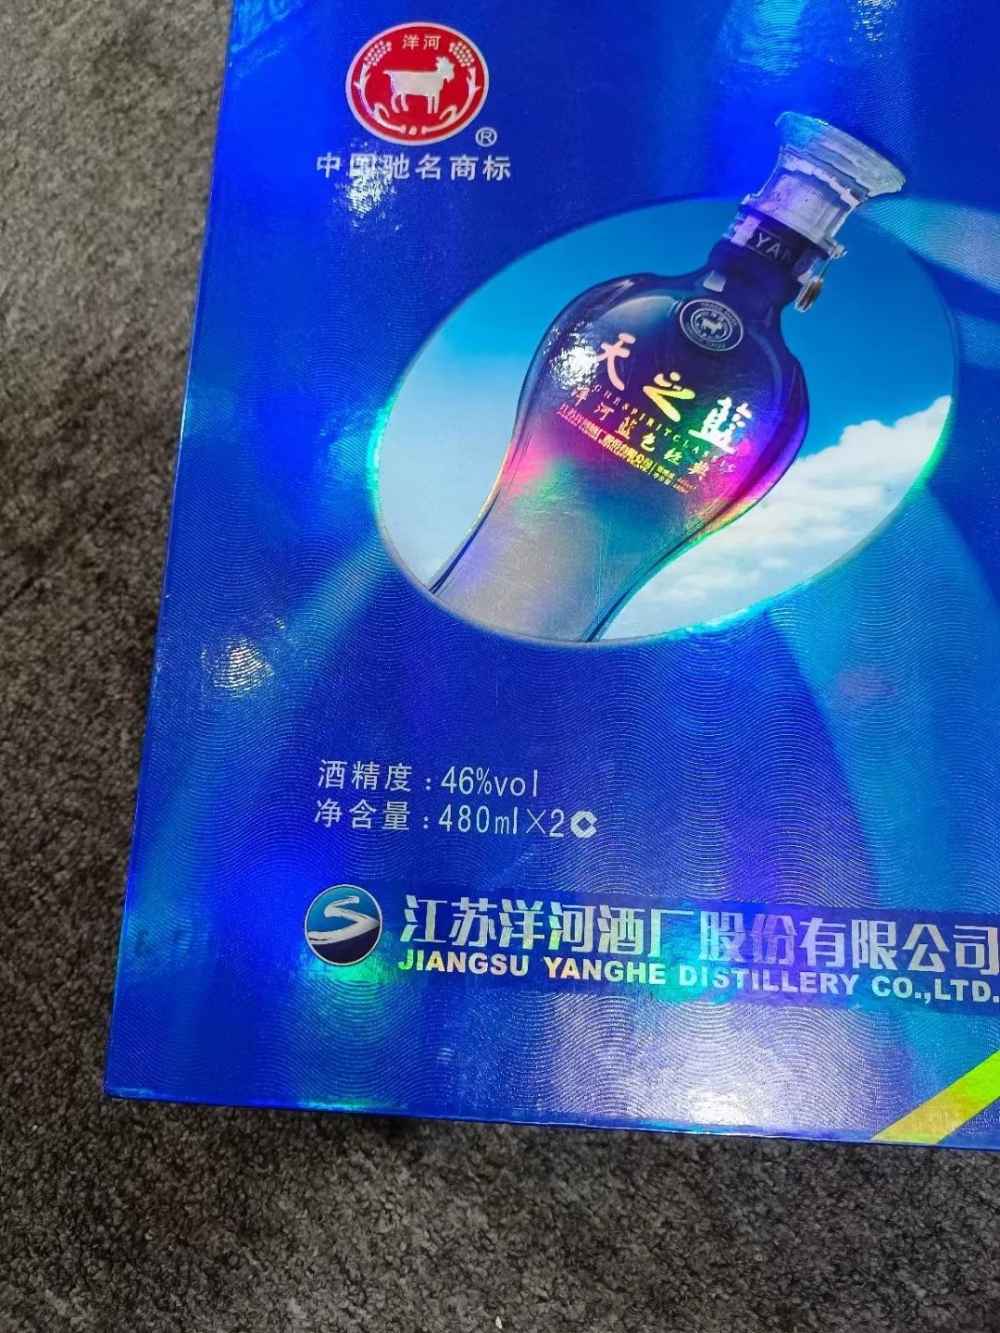 洋河
®
中国驰名商标
天之藍
洋河蓝色经典
酒精度:46%vol
净含量:480ml×2
江苏洋河酒厂股份有限公司
JIANGSU YANGHE DISTILLERY CO.,LTD.